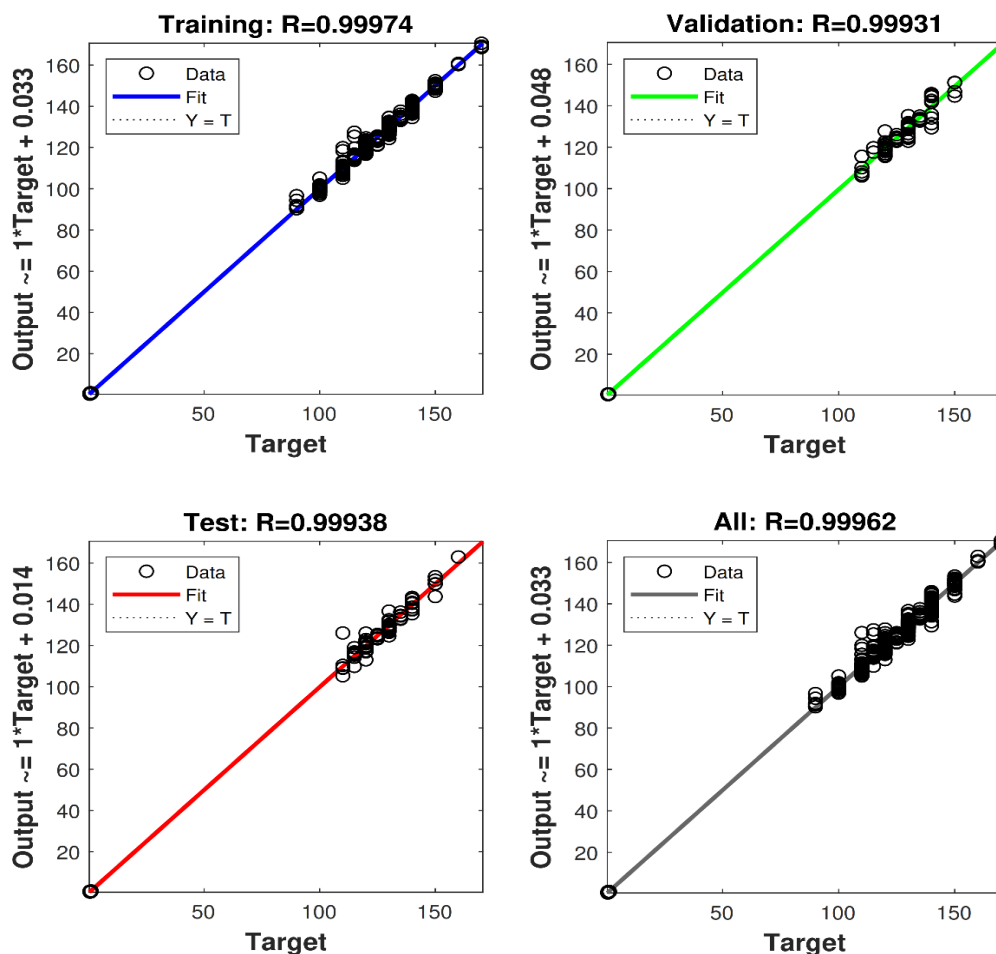 Training: R=0.99974
Output ~= 1*Target + 0.033
160
140
120
100
80
60
40
20
Data
Fit
Y = T
50
100
150
Target
Validation: R=0.99931
Output ~= 1*Target + 0.048
160
140
120
100
80
60
40
20
Data
Fit
Y = T
50
100
150
Target
Test: R=0.99938
Output ~= 1*Target + 0.014
160
140
120
100
80
60
40
20
Data
Fit
Y = T
50
100
150
Target
All: R=0.99962
Output ~= 1*Target + 0.033
160
140
120
100
80
60
40
20
Data
Fit
Y = T
50
100
150
Target